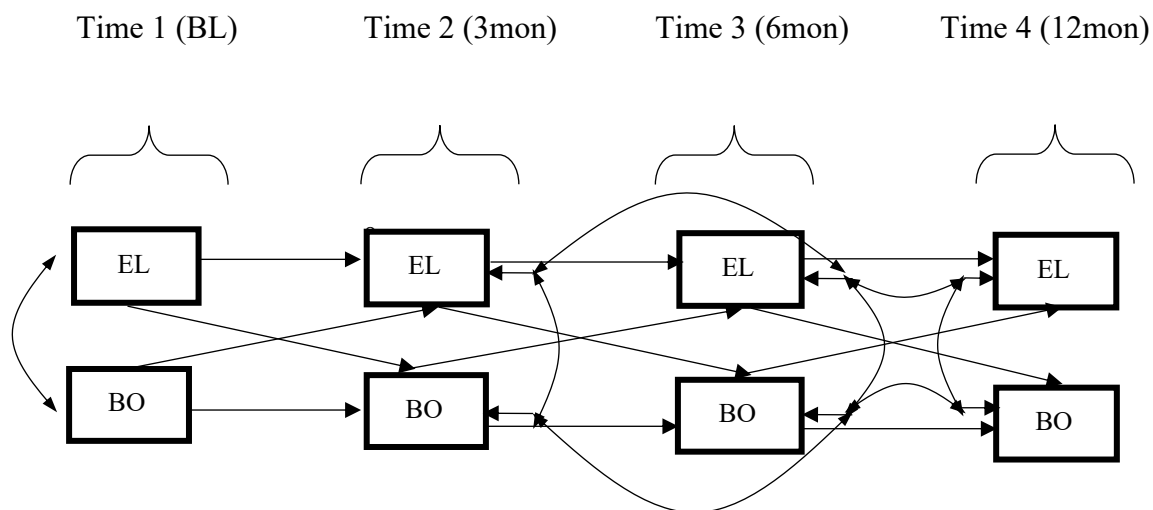 Time 1 (BL) Time 2 (3mon) Time 3 (6mon) Time 4 (12mon)
EL EL EL EL
BO BO BO BO